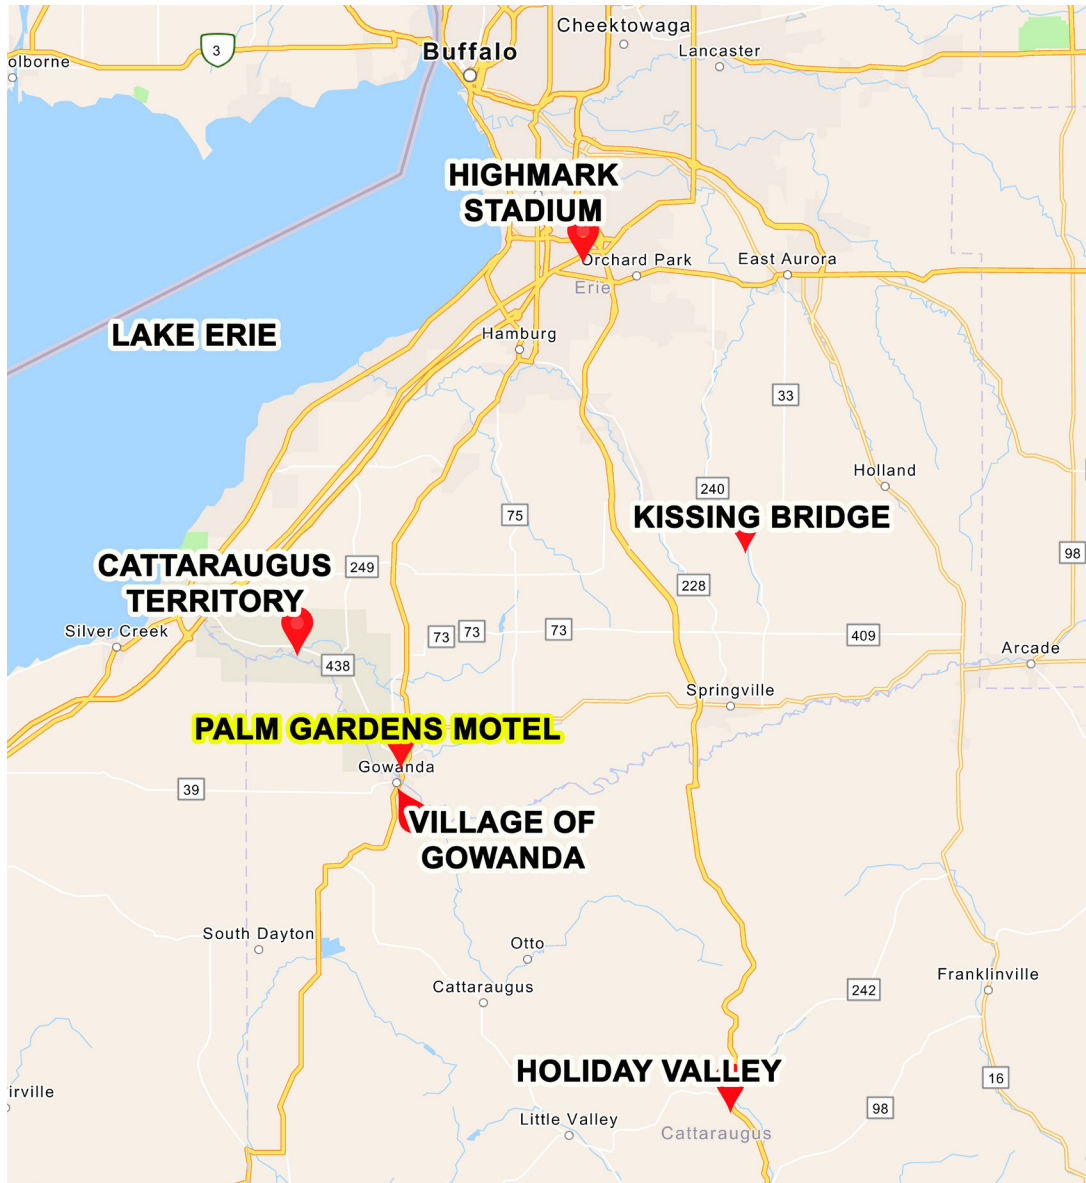 Cheektowaga
3
Buffalo
Lancaster
olborne
HIGHMARK
STADIUM
Orchard Park
East Aurora
Erie
LAKE ERIE
Hamburg
33
Holland
240
75
KISSING BRIDGE
98
CATTARAUGUS
TERRITORY
249
228
Silver Creek
73
73
73
409
438
Arcade
Springville
PALM GARDENS MOTEL
Gowanda
39
VILLAGE OF
GOWANDA
South Dayton
Otto
Cattaraugus
242
Franklinville
HOLIDAY VALLEY
16
irville
98
Little Valley
Cattaraugus